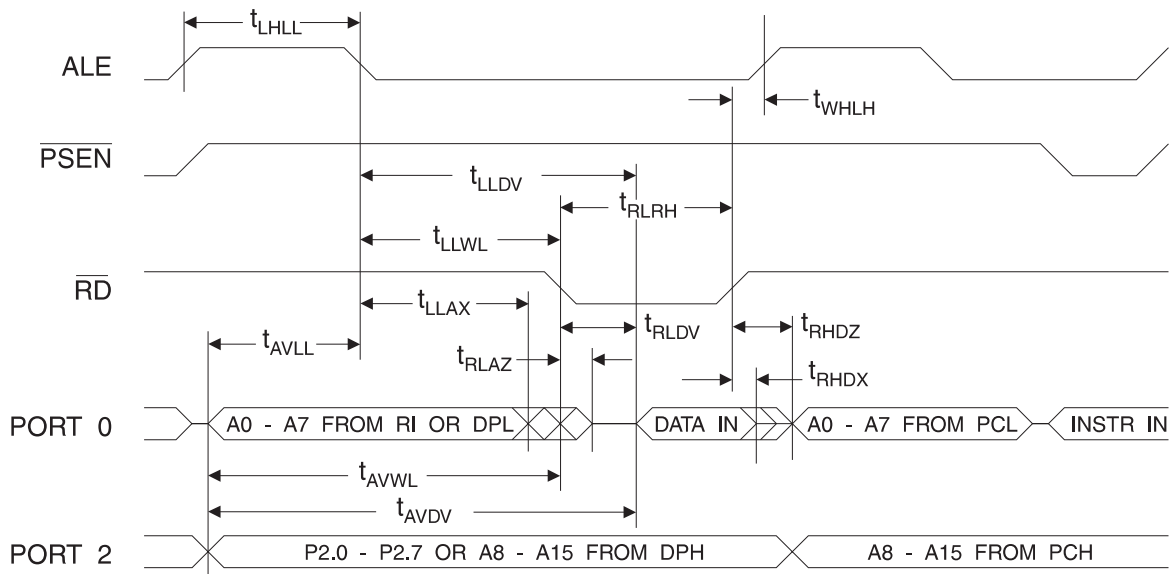 tLHLL
ALE
tWHLH
PSEN
tLLDV
tRLRH
tLLWL
RD
tLLAX
tRLDV
tRHDZ
tAVLL
tRLAZ
tRHDX
PORT 0
A0 - A7 FROM RI OR DPL
DATA IN
A0 - A7 FROM PCL
INSTR IN
tAVWL
tAVDV
PORT 2
P2.0 - P2.7 OR A8 - A15 FROM DPH
A8 - A15 FROM PCH